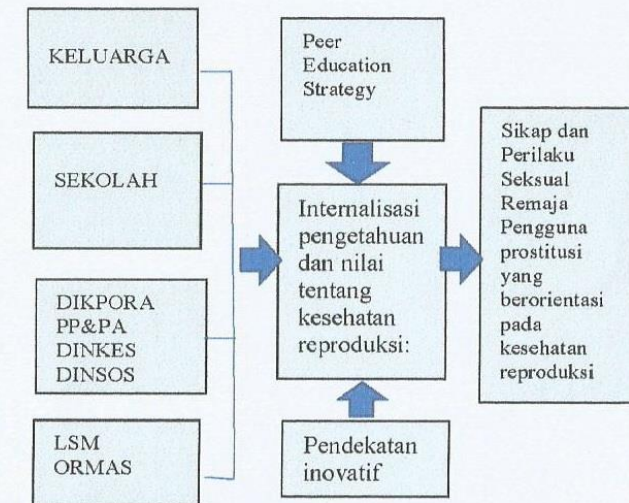 KELUARGA
SEKOLAH
DIKPORA
PP&PA
DINKES
DINSOS
LSM
ORMAS
Peer
Education
Strategy
Internalisasi
pengetahuan
dan nilai
tentang
kesehatan
reproduksi:
Pendekatan
inovatif
Sikap dan
Perilaku
Seksual
Remaja
Pengguna
prostitusi
yang
berorientasi
pada
kesehatan
reproduksi